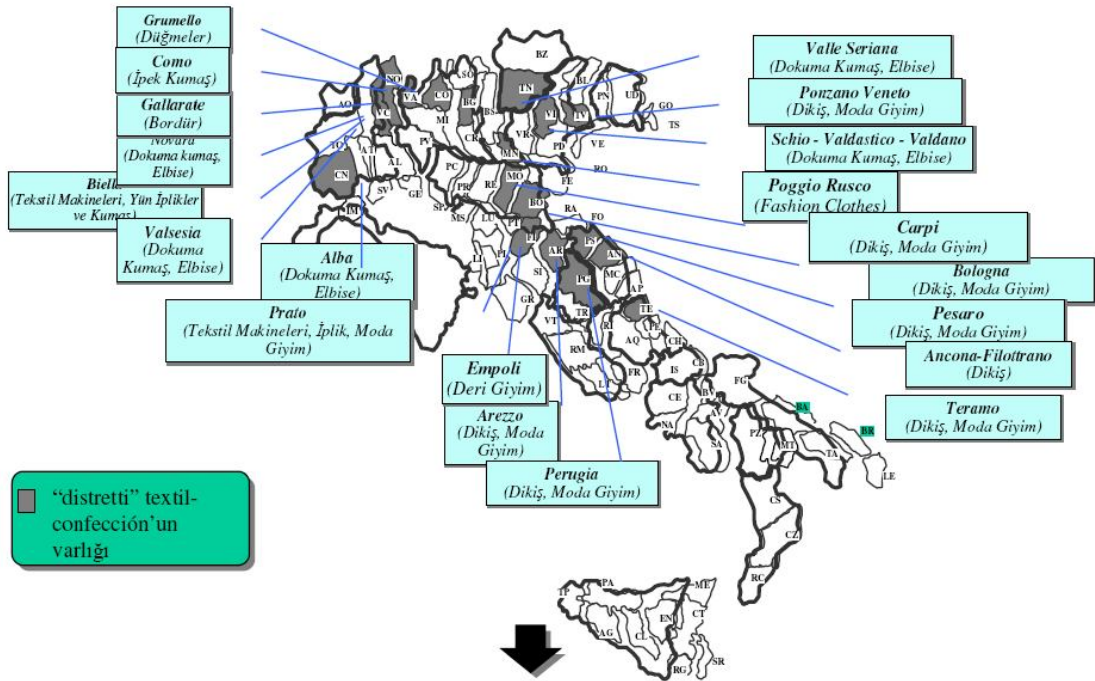 Grumello
(Düğmeler)
Como
(İpek Kumaş)
Gallarate
(Bordür)
Novara
(Dokuma kumaş,
Elbise)
Biella
(Tekstil Makineleri, Yün İplikler
ve Kumaş)
Valsesia
(Dokuma
Kumaş, Elbise)
Alba
(Dokuma Kumaş,
Elbise)
Prato
(Tekstil Makineleri, İplik, Moda
Giyim)
Empoli
(Deri Giyim)
Arezzo
(Dikiş, Moda
Giyim)
Perugia
(Dikiş, Moda Giyim)
Valle Seriana
(Dokuma Kumaş, Elbise)
Ponzano Veneto
(Dikiş, Moda Giyim)
Schio - Valdastico - Valdano
(Dokuma Kumaş, Elbise)
Poggio Rusco
(Fashion Clothes)
Carpi
(Dikiş, Moda Giyim)
Bologna
(Dikiş, Moda Giyim)
Pesaro
(Dikiş, Moda Giyim)
Ancona-Filottrano
(Dikiş)
Teramo
(Dikiş, Moda Giyim)
"distretti" textil-
confección'un
varlığı
BZ
SO
NO
VA
CO
BG
TN
BL
PN
UD
GO
TS
AO
VC
MI
BS
VI
TV
VR
VE
TO
AT
AL
PV
CR
MN
PD
RO
CN
PC
PR
RE
MO
FE
SV
GE
IM
SP
MS
LU
PT
BO
RA
FO
FI
AR
PS
AN
LI
PI
SI
PG
MC
AP
GR
VT
TR
RI
TE
PE
AQ
CH
RM
FR
IS
CB
FG
CE
BV
AV
NA
SA
PZ
MT
BA
BR
TA
LE
CS
CZ
RC
TP
PA
ME
AG
CL
EN
CT
RG
SR